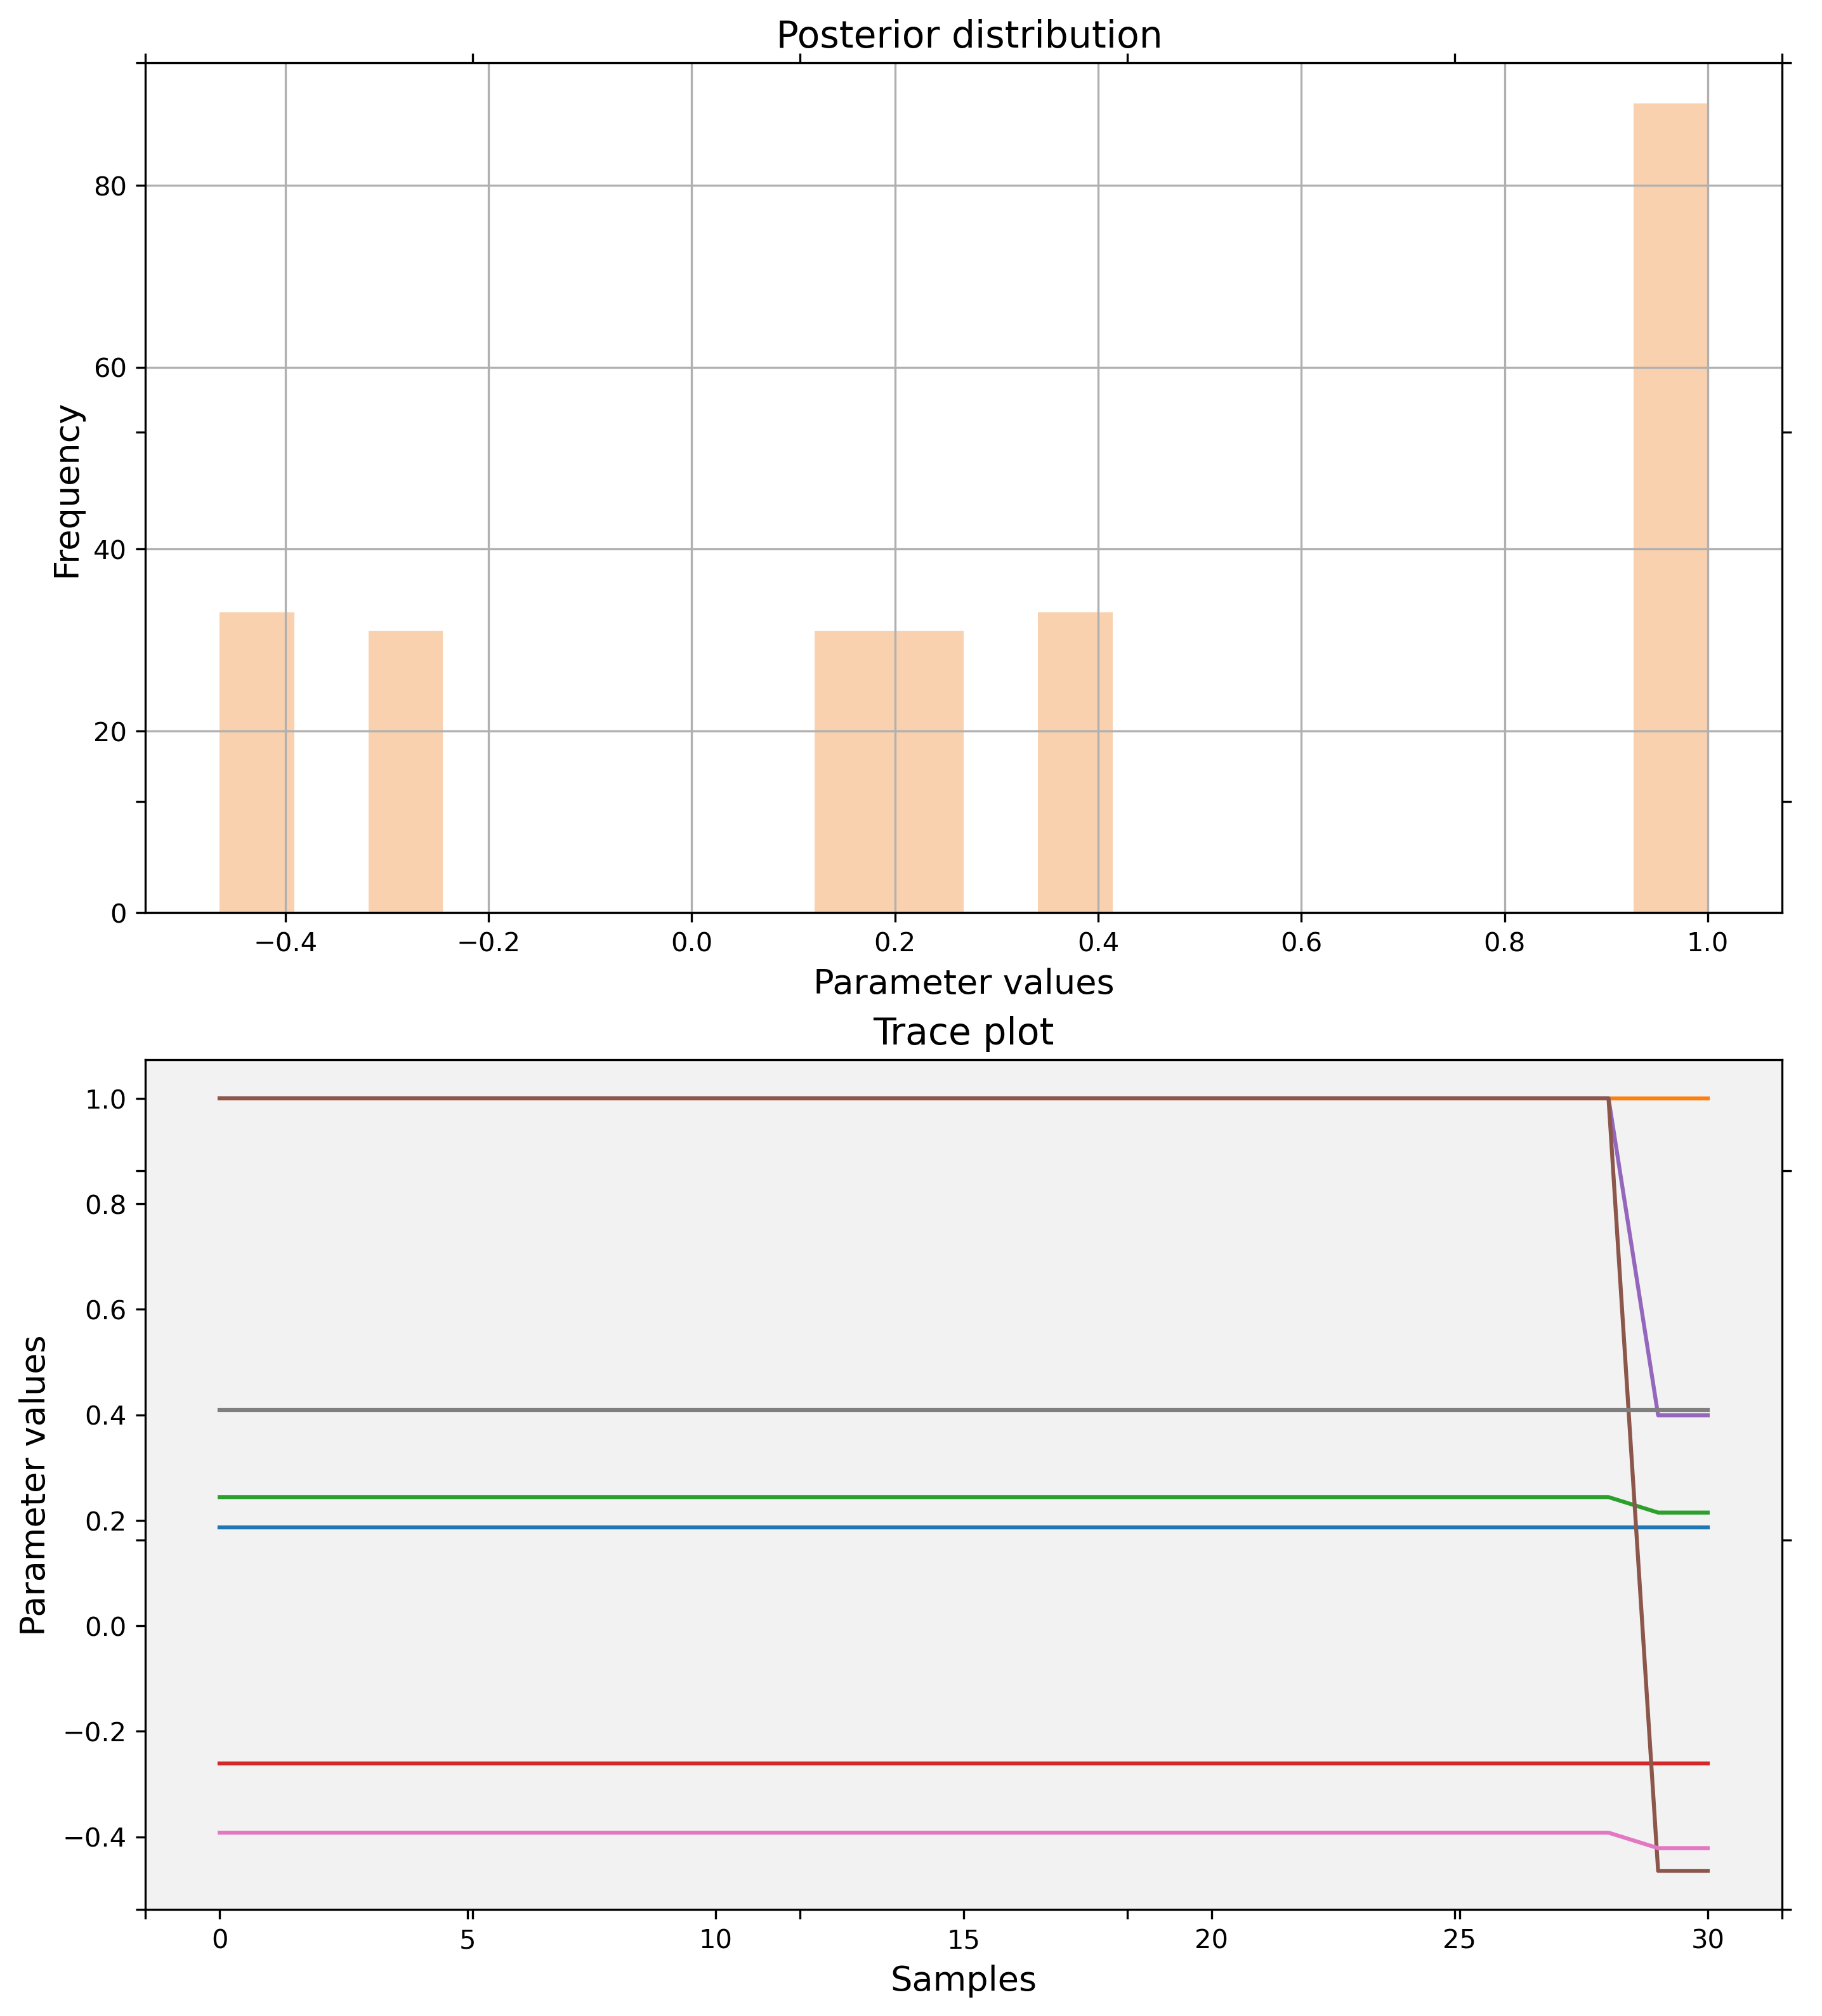 Posterior distribution
80
60
40
20
0
Frequency
−0.4 −0.2 0.0 0.2 0.4 0.6 0.8 1.0
Parameter values
Trace plot
1.0
0.8
0.6
0.4
0.2
0.0
−0.2
−0.4
Parameter values
0 5 10 15 20 25 30
Samples